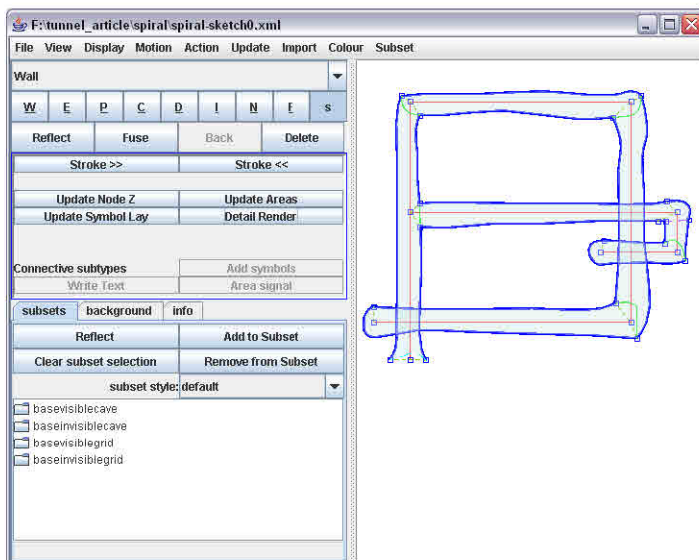 F:\tunnel_article\spiral\spiral-sketch0.xml
File View Display Motion Action Update Import Colour Subset
Wall
W E P C D I N F S
Reflect Fuse Back Delete
Stroke >> Stroke <<
Update Node Z Update Areas
Update Symbol Lay Detail Render
Connective subtypes Add symbols
Write Text Area signal
subsets background info
Reflect Add to Subset
Clear subset selection Remove from Subset
subset style: default
basevisiblecave
baseinvisiblecave
basevisiblegrid
baseinvisiblegrid